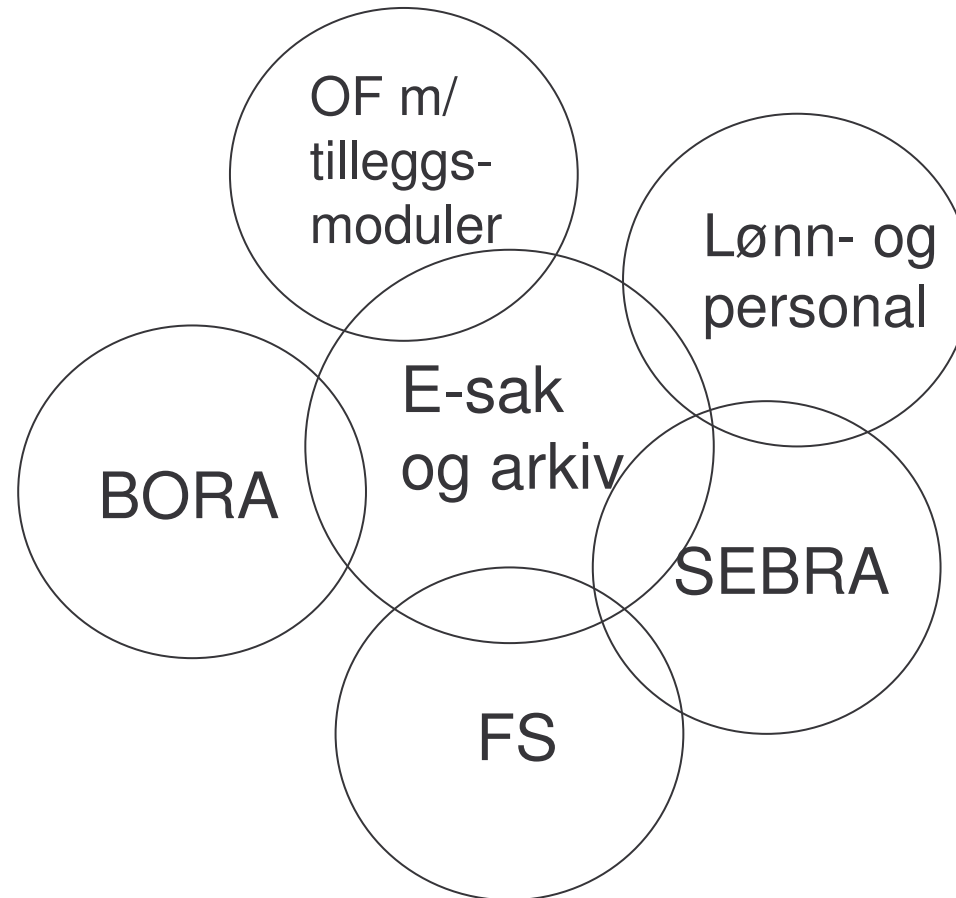 OF m/
tilleggs-
moduler
Lønn- og
personal
E-sak
og arkiv
BORA
SEBRA
FS